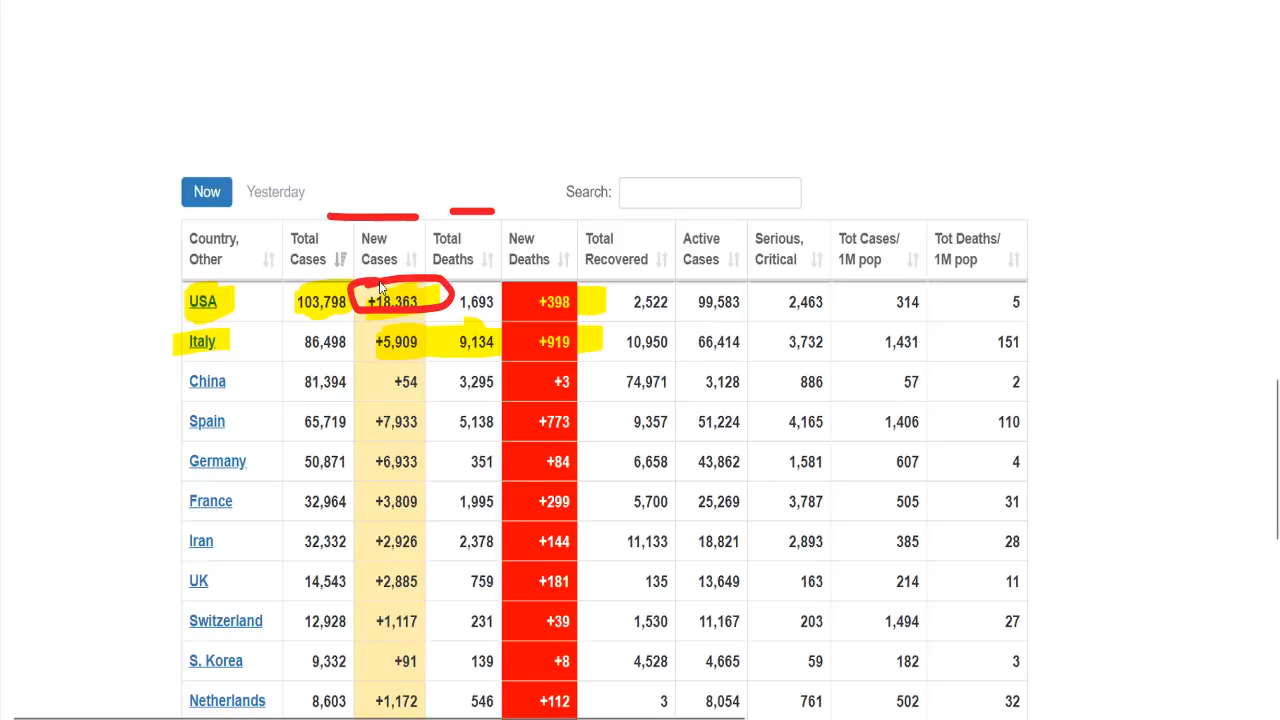 Now Yesterday Search:
Country, Total New Total New Total Active Serious, Tot Cases/ Tot Deaths/
Other Cases Cases Deaths Deaths Recovered Cases Critical 1M pop 1M pop
USA 103,798 +18,363 1,693 +398 2,522 99,583 2,463 314 5
Italy 86,498 +5,909 9,134 +919 10,950 66,414 3,732 1,431 151
China 81,394 +54 3,295 +3 74,971 3,128 886 57 2
Spain 65,719 +7,933 5,138 +773 9,357 51,224 4,165 1,406 110
Germany 50,871 +6,933 351 +84 6,658 43,862 1,581 607 4
France 32,964 +3,809 1,995 +299 5,700 25,269 3,787 505 31
Iran 32,332 +2,926 2,378 +144 11,133 18,821 2,893 385 28
UK 14,543 +2,885 759 +181 135 13,649 163 214 11
Switzerland 12,928 +1,117 231 +39 1,530 11,167 203 1,494 27
S. Korea 9,332 +91 139 +8 4,528 4,665 59 182 3
Netherlands 8,603 +1,172 546 +112 3 8,054 761 502 32